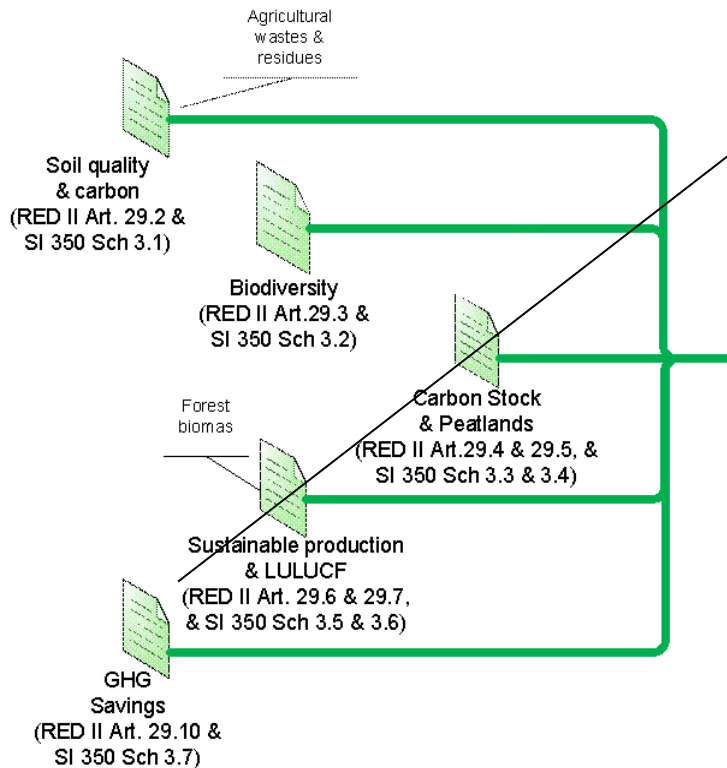 Agricultural
wastes &
residues
Soil quality
& carbon
(RED II Art. 29.2 &
SI 350 Sch 3.1)
Biodiversity
(RED II Art.29.3 &
SI 350 Sch 3.2)
Carbon Stock
& Peatlands
(RED II Art.29.4 & 29.5, &
SI 350 Sch 3.3 & 3.4)
Forest
biomas
Sustainable production
& LULUCF
(RED II Art. 29.6 & 29.7,
& SI 350 Sch 3.5 & 3.6)
GHG
Savings
(RED II Art. 29.10 &
SI 350 Sch 3.7)